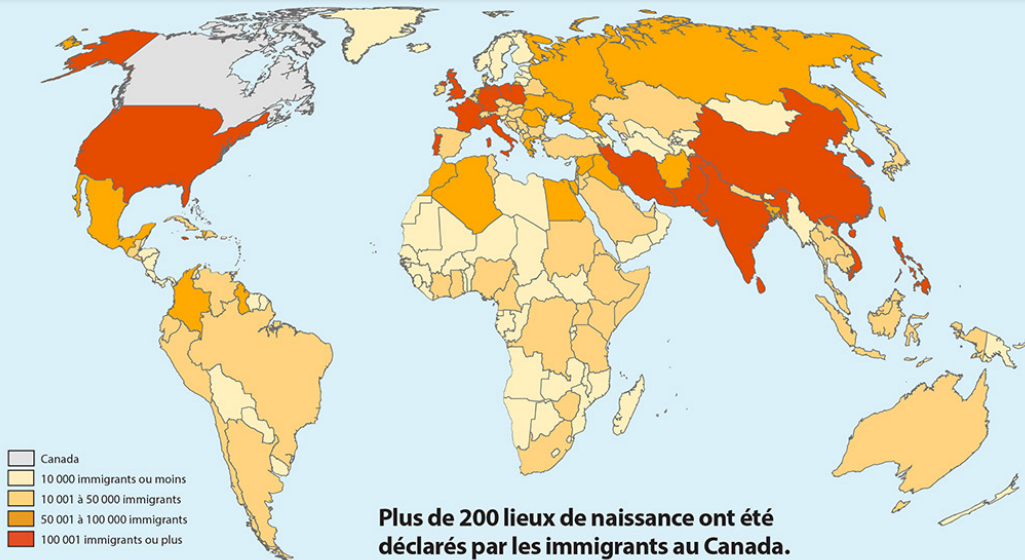 Canada
10 000 immigrants ou moins
10 001 à 50 000 immigrants
50 001 à 100 000 immigrants
100 001 immigrants ou plus
Plus de 200 lieux de naissance ont été
déclarés par les immigrants au Canada.